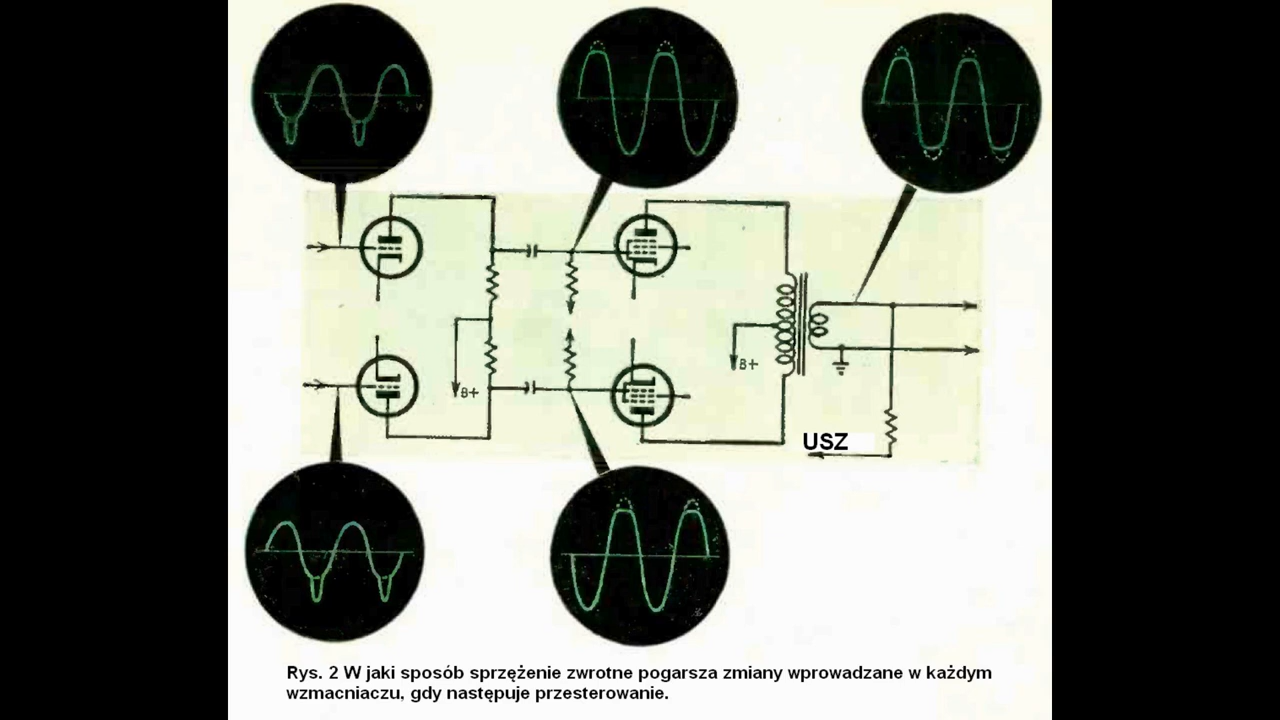 B+
B+
USZ
Rys. 2 W jaki sposób sprzężenie zwrotne pogarsza zmiany wprowadzane w każdym
wzmacniaczu, gdy następuje przesterowanie.